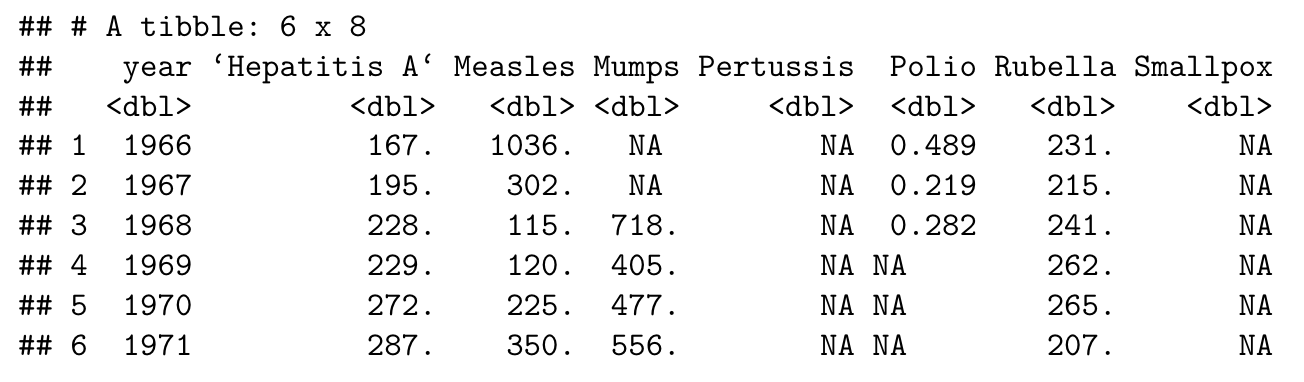 ## # A tibble: 6 x 8
##    year ‘Hepatitis A‘ Measles Mumps Pertussis  Polio Rubella Smallpox
##   <dbl>         <dbl>   <dbl> <dbl>     <dbl>  <dbl>   <dbl>    <dbl>
## 1  1966          167.   1036.   NA         NA  0.489    231.       NA
## 2  1967          195.    302.   NA         NA  0.219    215.       NA
## 3  1968          228.    115.  718.        NA  0.282    241.       NA
## 4  1969          229.    120.  405.        NA NA        262.       NA
## 5  1970          272.    225.  477.        NA NA        265.       NA
## 6  1971          287.    350.  556.        NA NA        207.       NA